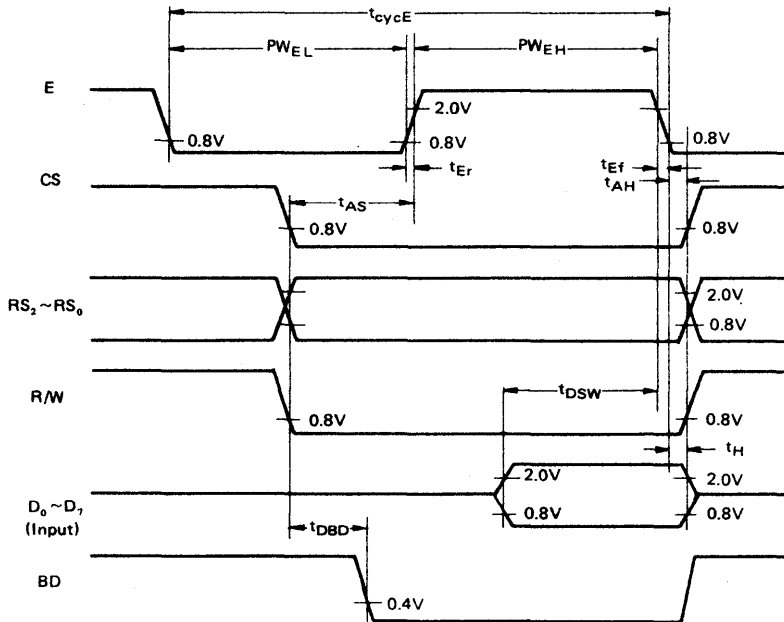 tcycE
PWEL
PWEH
E
2.0V
0.8V
0.8V
0.8V
tEr
tEf
CS
tAS
tAH
0.8V
0.8V
RS₂~RS₀
2.0V
0.8V
R/W
tDSW
0.8V
0.8V
tH
2.0V
2.0V
D₀~D₇
(Input)
0.8V
0.8V
tDBD
BD
0.4V